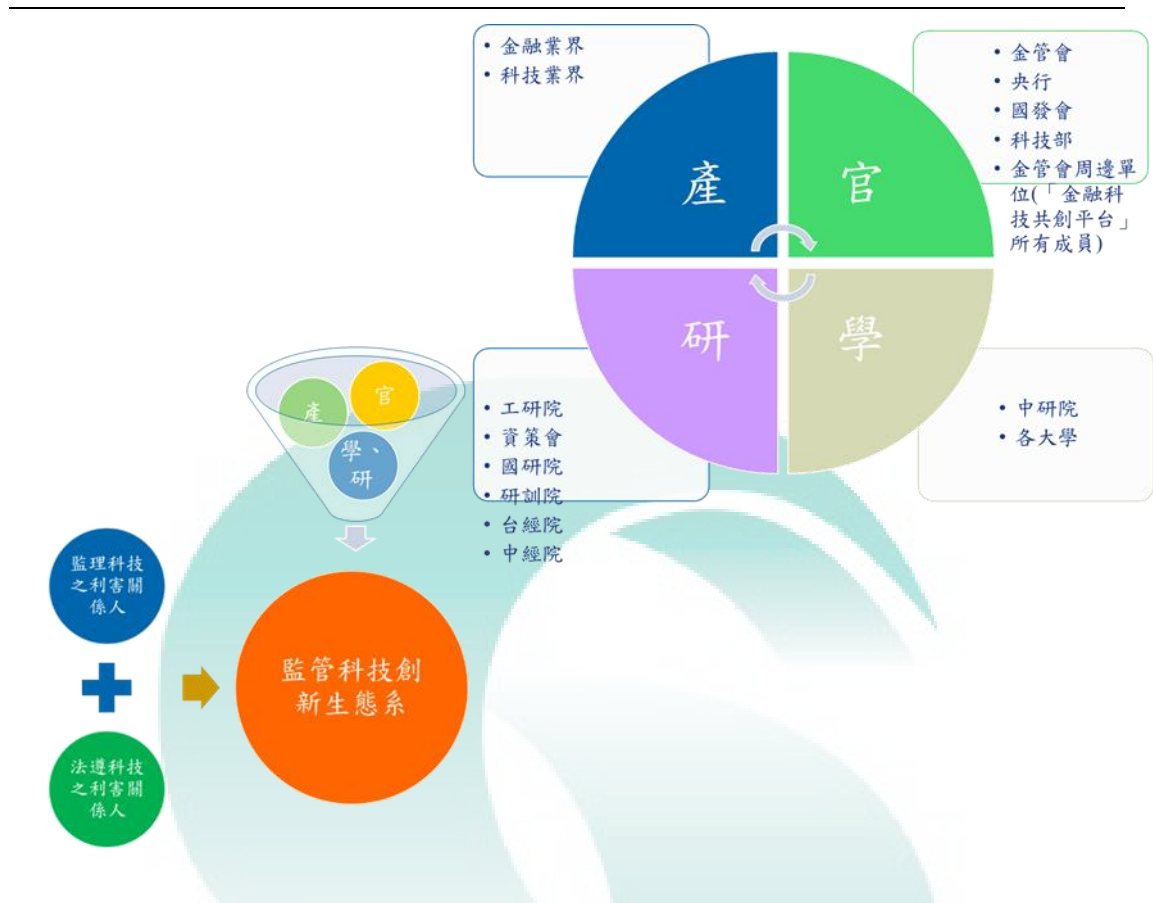 • 金融業界
• 科技業界
• 金管會
• 央行
• 國發會
• 科技部
• 金管會周邊單
位(「金融科
技共創平台」
所有成員)
產
官
研
學
• 工研院
• 資策會
• 國研院
• 研訓院
• 台經院
• 中經院
• 中研院
• 各大學
產
官
學、
研
監理科技
之利害關
係人
法遵科技
之利害關
係人
監管科技創
新生態系